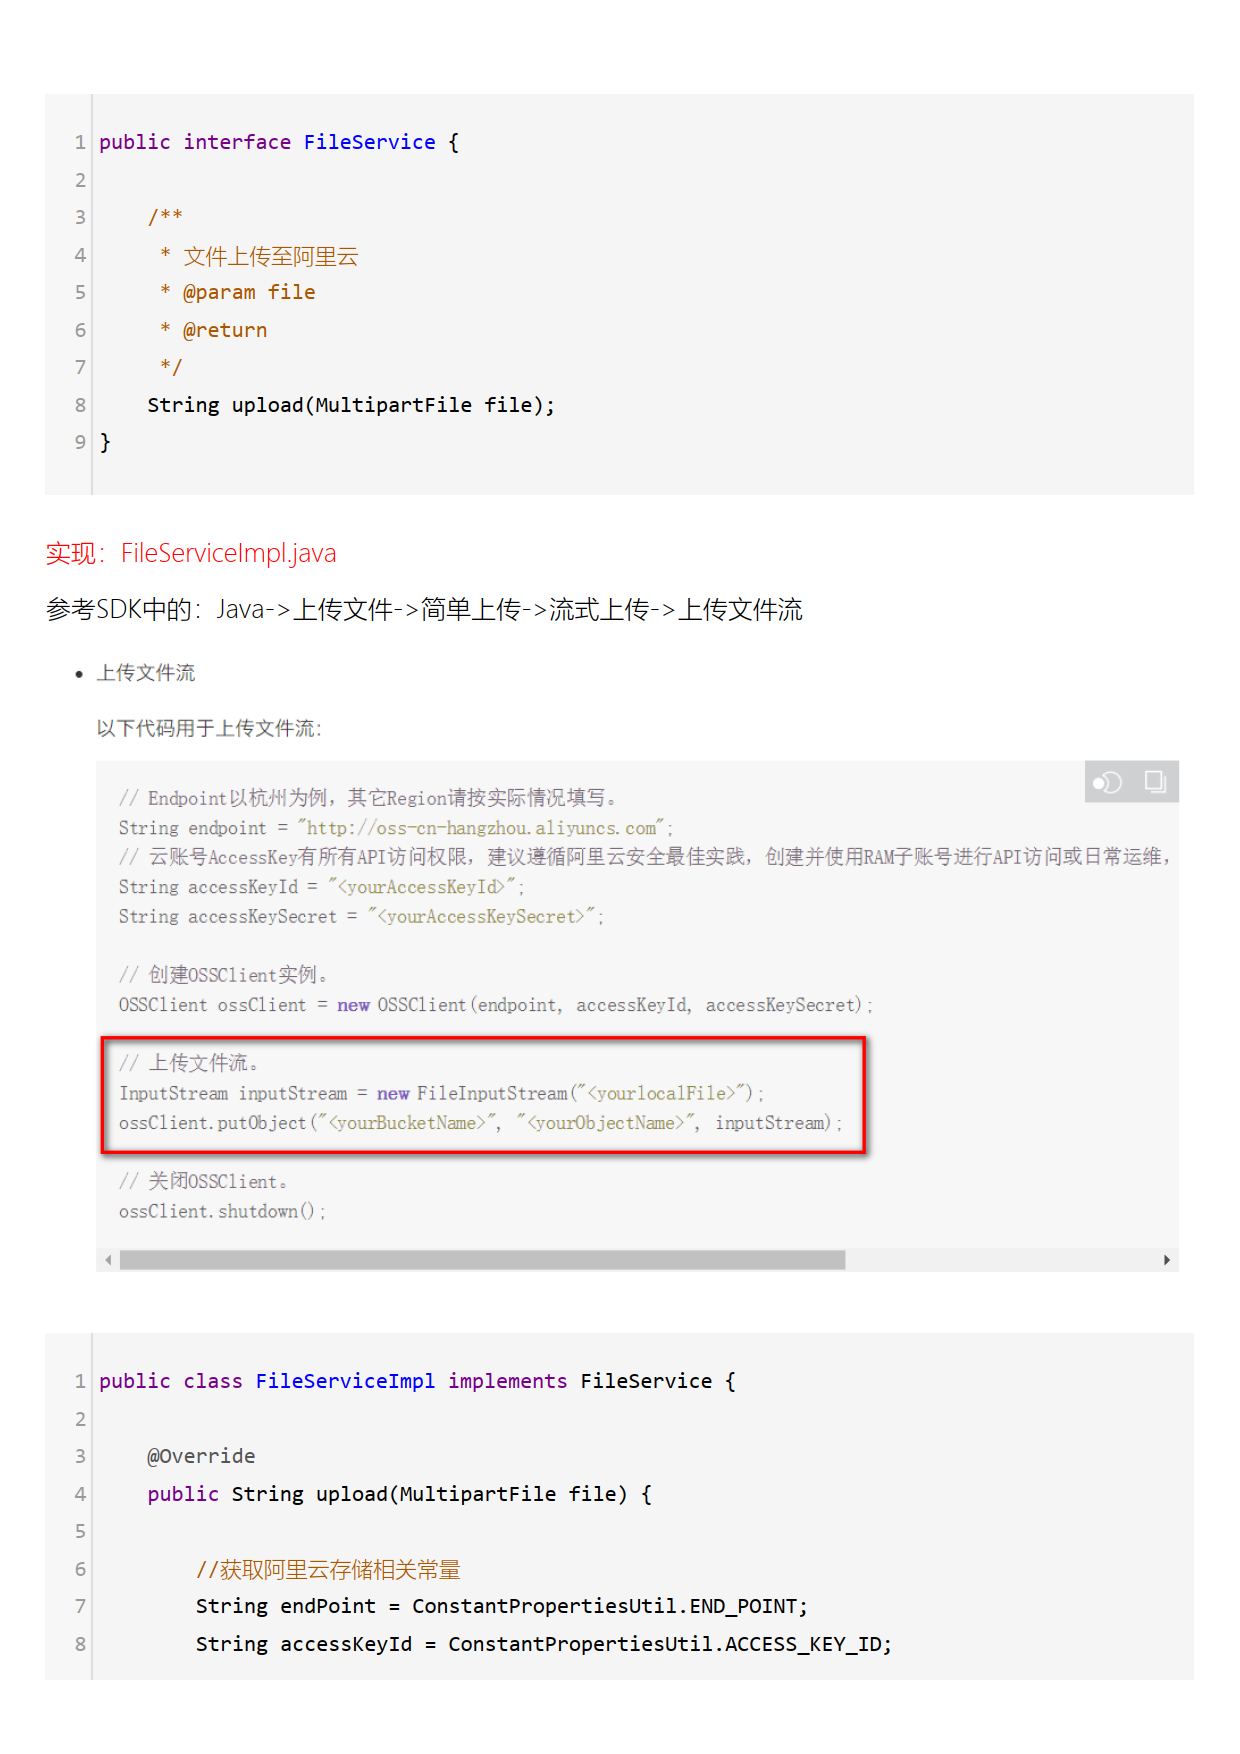 1 public interface FileService {
2
3     /**
4      * 文件上传至阿里云
5      * @param file
6      * @return
7      */
8     String upload(MultipartFile file);
9 }
实现：FileServiceImpl.java
参考SDK中的：Java->上传文件->简单上传->流式上传->上传文件流
• 上传文件流
以下代码用于上传文件流：
// Endpoint以杭州为例，其它Region请按实际情况填写。
String endpoint = "http://oss-cn-hangzhou.aliyuncs.com";
// 云账号AccessKey有所有API访问权限，建议遵循阿里云安全最佳实践，创建并使用RAM子账号进行API访问或日常运维，
String accessKeyId = "<yourAccessKeyId>";
String accessKeySecret = "<yourAccessKeySecret>";
// 创建OSSClient实例。
OSSClient ossClient = new OSSClient(endpoint, accessKeyId, accessKeySecret);
// 上传文件流。
InputStream inputStream = new FileInputStream("<yourlocalFile>");
ossClient.putObject("<yourBucketName>", "<yourObjectName>", inputStream);
// 关闭OSSClient。
ossClient.shutdown();
1 public class FileServiceImpl implements FileService {
2
3     @Override
4     public String upload(MultipartFile file) {
5
6         //获取阿里云存储相关常量
7         String endPoint = ConstantPropertiesUtil.END_POINT;
8         String accessKeyId = ConstantPropertiesUtil.ACCESS_KEY_ID;